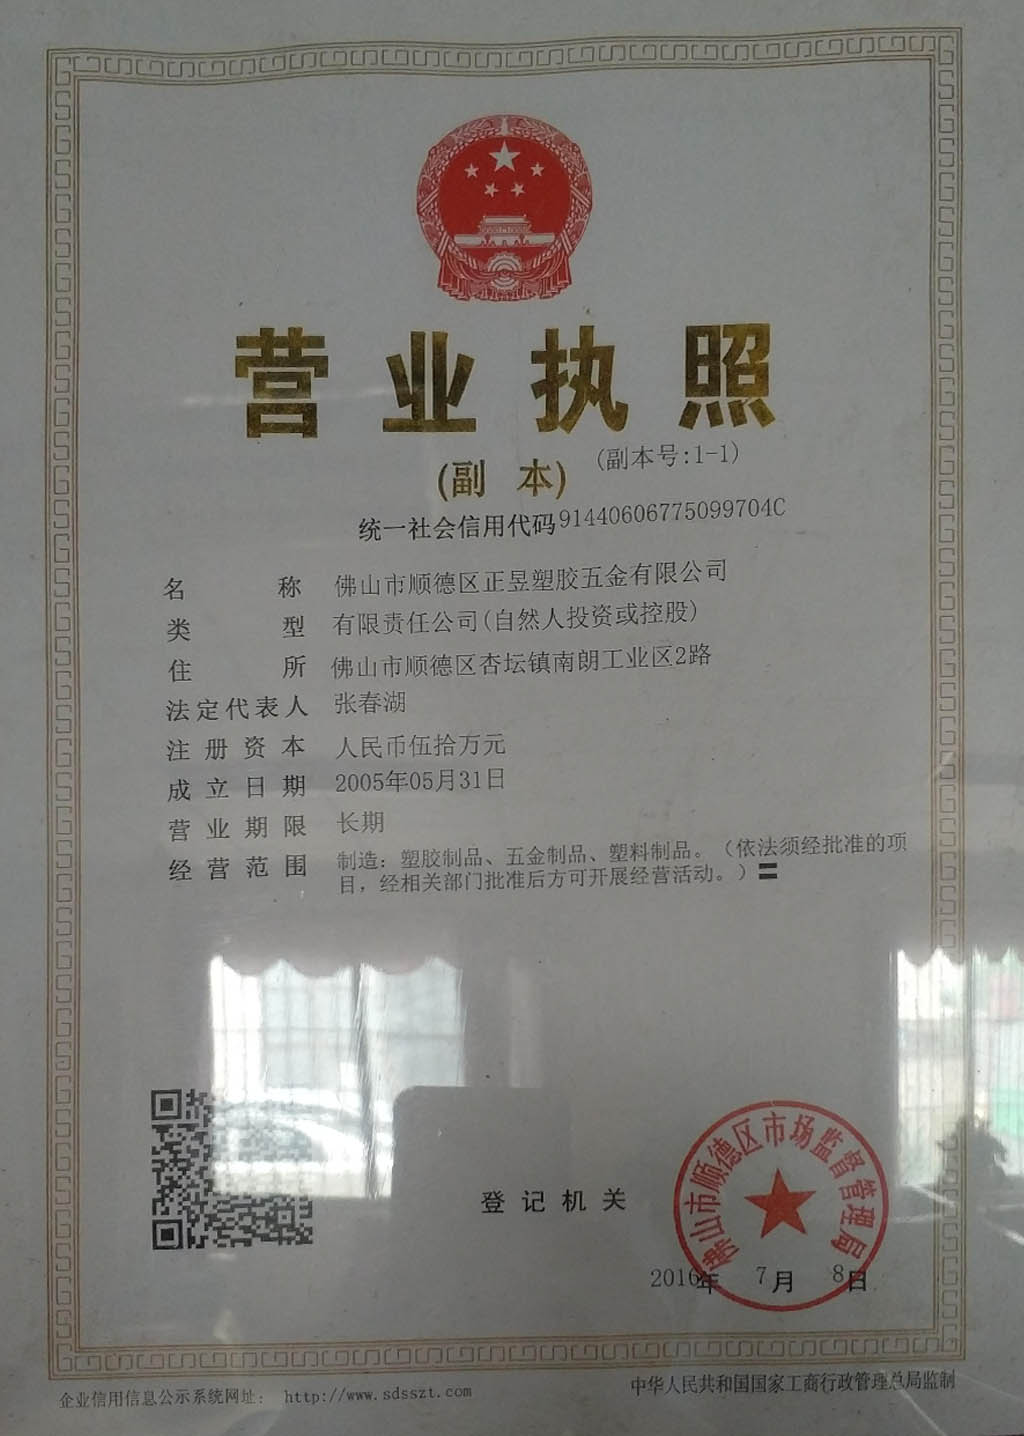 营业执照
(副 本) (副本号:1-1)
统一社会信用代码91440606775099704C
名 称 佛山市顺德区正昱塑胶五金有限公司
类 型 有限责任公司(自然人投资或控股)
住 所 佛山市顺德区杏坛镇南朗工业区2路
法定代表人 张春湖
注册资本 人民币伍拾万元
成立日期 2005年05月31日
营业期限 长期
经营范围 制造：塑胶制品、五金制品、塑料制品。（依法须经批准的项
目，经相关部门批准后方可开展经营活动。）〓
佛山市顺德区市场监督管理局
登记机关
2016年 7月 8日
企业信用信息公示系统网址： http://www.sdsszt.com
中华人民共和国国家工商行政管理总局监制